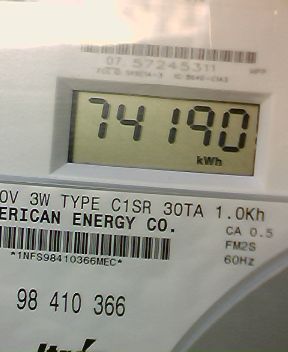 07 57245311
74190
kWh
0V 3W TYPE C1SR 30TA 1.0Kh
ERICAN ENERGY CO.
CA 0.5
FM2S
*1NFS98410366MEC*
60Hz
98 410 366